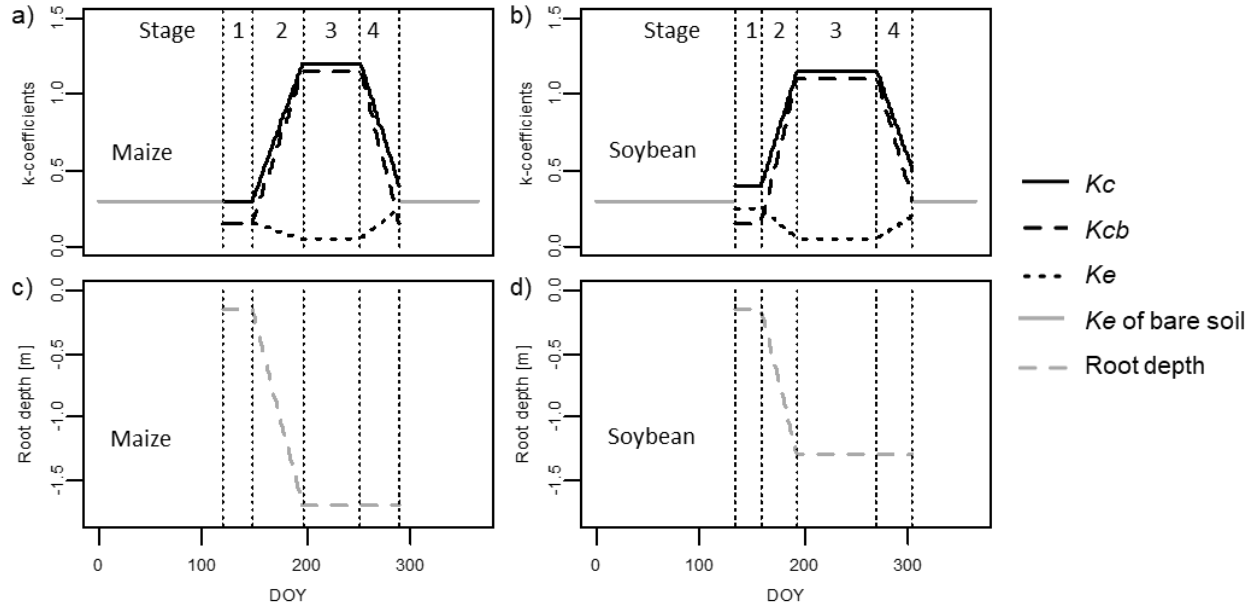 a)
Stage 1 2 3 4
Maize
k-coefficients
0.0 0.5 1.0 1.5
b)
Stage 1 2 3 4
Soybean
k-coefficients
0.0 0.5 1.0 1.5
c)
Maize
Root depth [m]
-1.5 -1.0 -0.5 0.0
0 100 200 300
DOY
d)
Soybean
Root depth [m]
-1.5 -1.0 -0.5 0.0
0 100 200 300
DOY
Kc
Kcb
Ke
Ke of bare soil
Root depth